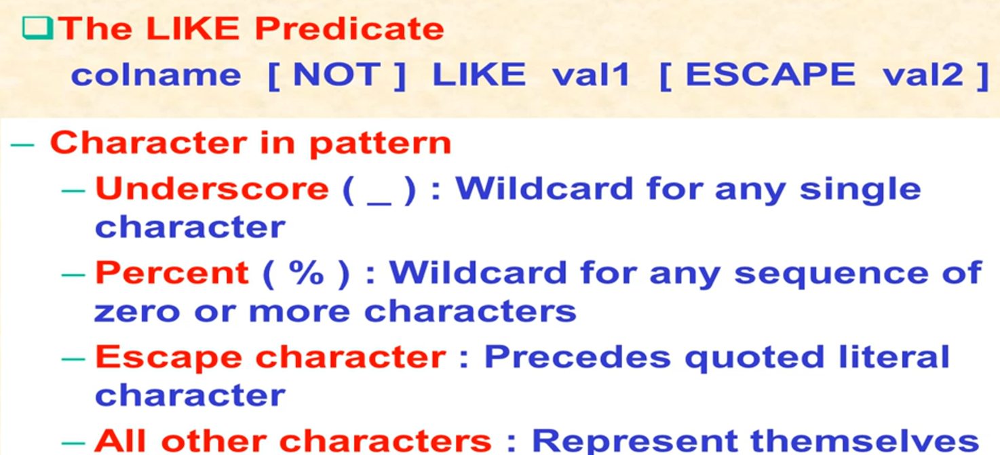 The LIKE Predicate
colname [ NOT ] LIKE val1 [ ESCAPE val2 ]
– Character in pattern
– Underscore ( _ ) : Wildcard for any single
character
– Percent ( % ) : Wildcard for any sequence of
zero or more characters
– Escape character : Precedes quoted literal
character
– All other characters : Represent themselves